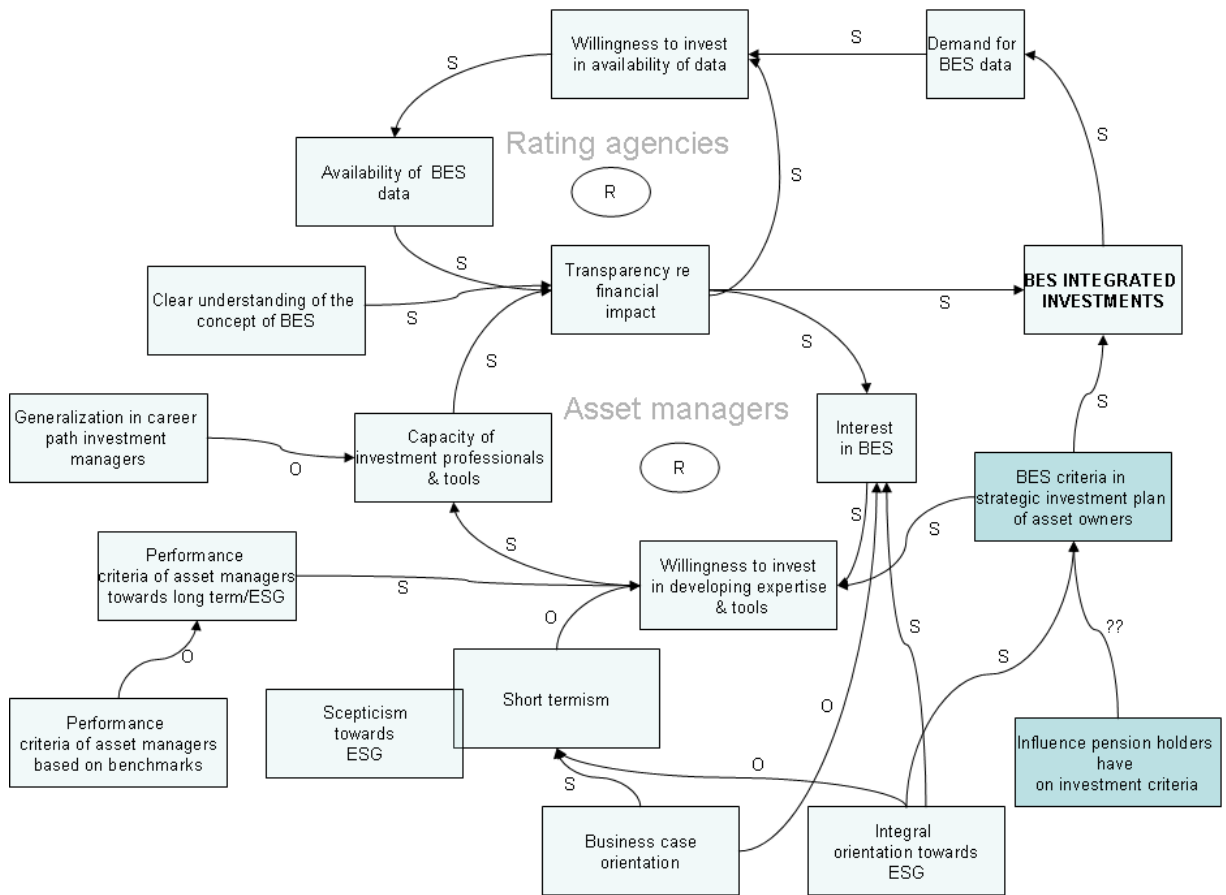 Willingness to invest
in availability of data
S
Demand for
BES data
S
S
Rating agencies
R
Availability of BES
data
S
S
S
Transparency re
financial
impact
S
BES INTEGRATED
INVESTMENTS
Clear understanding of the
concept of BES
S
S
S
Asset managers
R
Interest
in BES
S
Generalization in career
path investment
managers
O
Capacity of
investment professionals
& tools
BES criteria in
strategic investment plan
of asset owners
S
S
S
Performance
criteria of asset managers
towards long term/ESG
S
Willingness to invest
in developing expertise
& tools
O
O
S
S
??
O
Short termism
Scepticism
towards
ESG
Performance
criteria of asset managers
based on benchmarks
Influence pension holders
have
on investment criteria
O
S
Business case
orientation
Integral
orientation towards
ESG